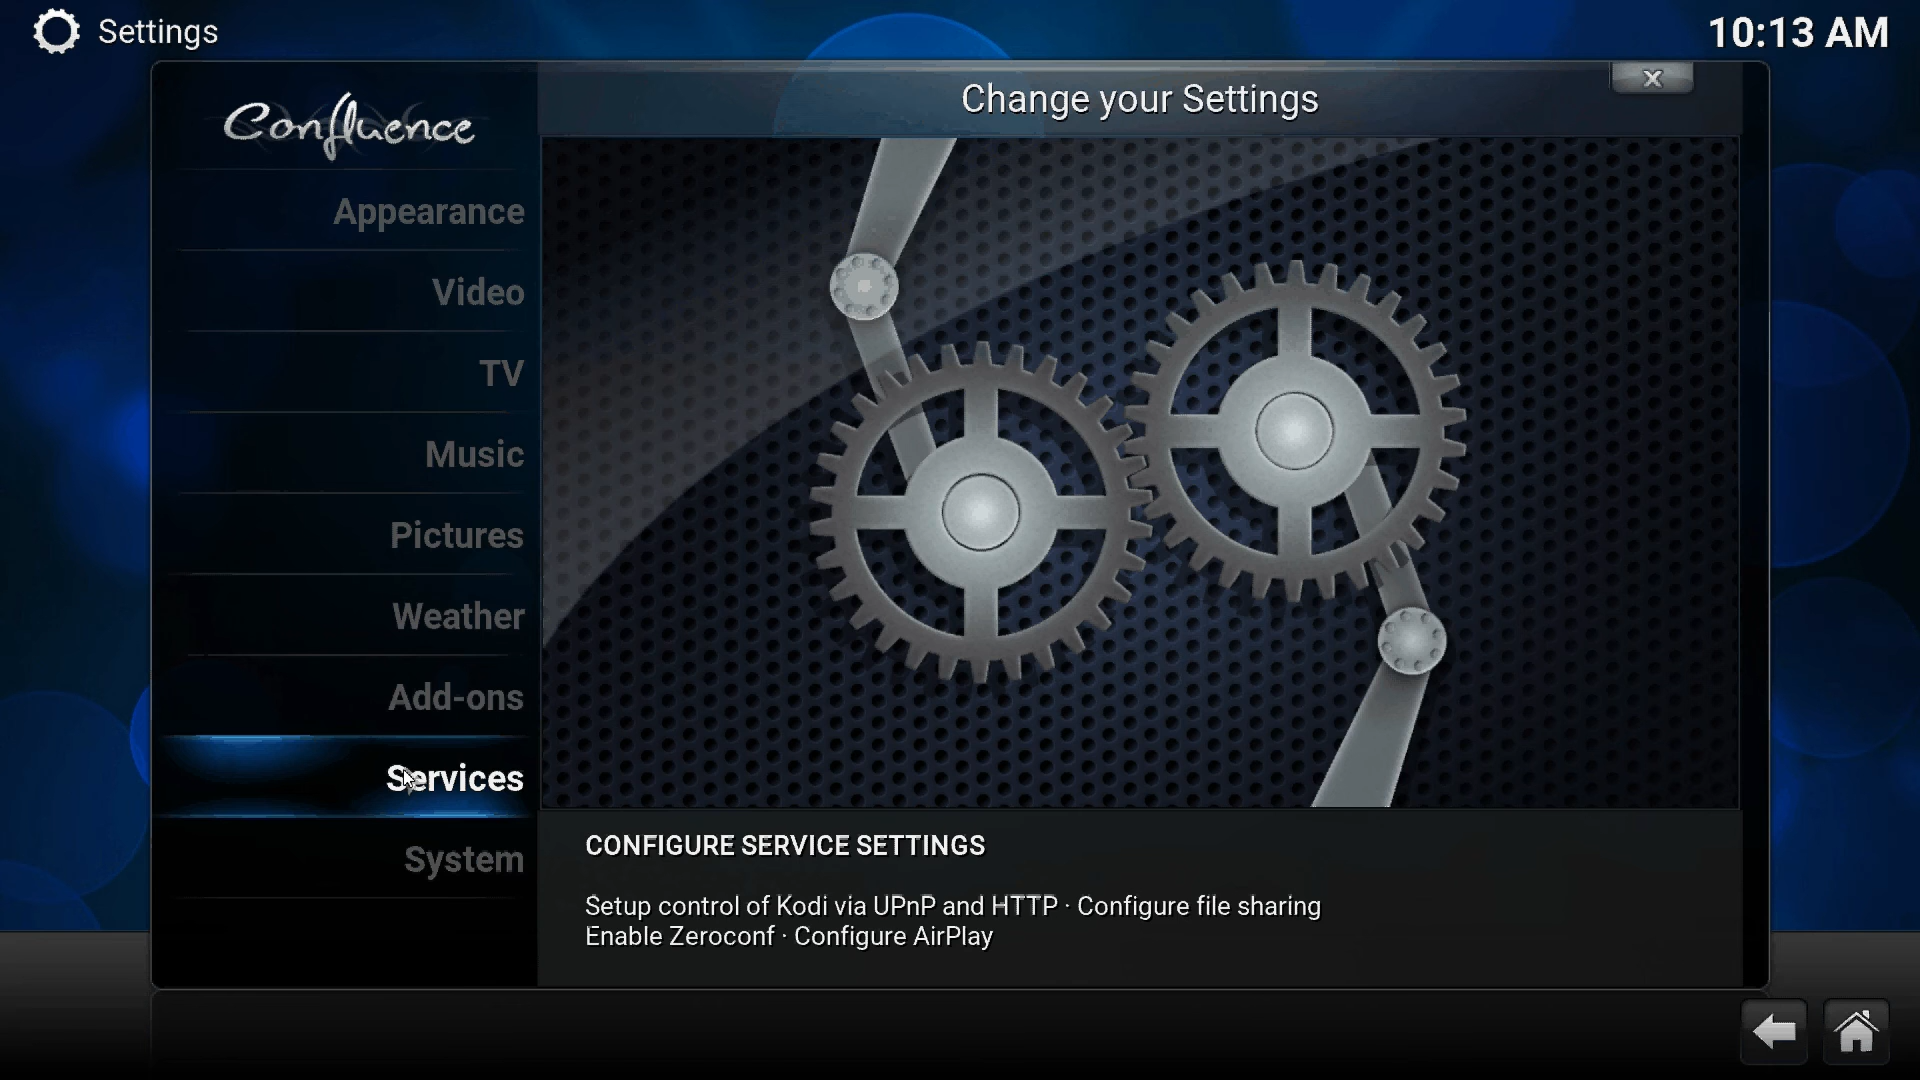 Settings
10:13 AM
Confluence
Change your Settings
x
Appearance
Video
TV
Music
Pictures
Weather
Add-ons
Services
System
CONFIGURE SERVICE SETTINGS
Setup control of Kodi via UPnP and HTTP · Configure file sharing
Enable Zeroconf · Configure AirPlay